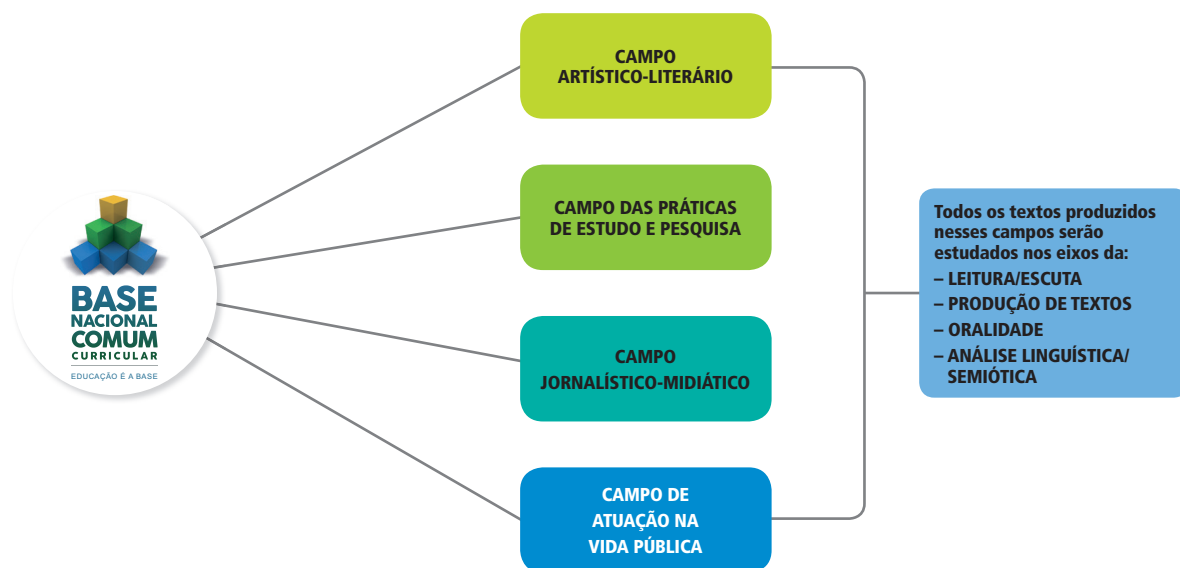 BASE
NACIONAL
COMUM
CURRICULAR
EDUCAÇÃO É A BASE
CAMPO
ARTÍSTICO-LITERÁRIO
CAMPO DAS PRÁTICAS
DE ESTUDO E PESQUISA
CAMPO
JORNALÍSTICO-MIDIÁTICO
CAMPO DE
ATUAÇÃO NA
VIDA PÚBLICA
Todos os textos produzidos
nesses campos serão
estudados nos eixos da:
– LEITURA/ESCUTA
– PRODUÇÃO DE TEXTOS
– ORALIDADE
– ANÁLISE LINGUÍSTICA/
SEMIÓTICA